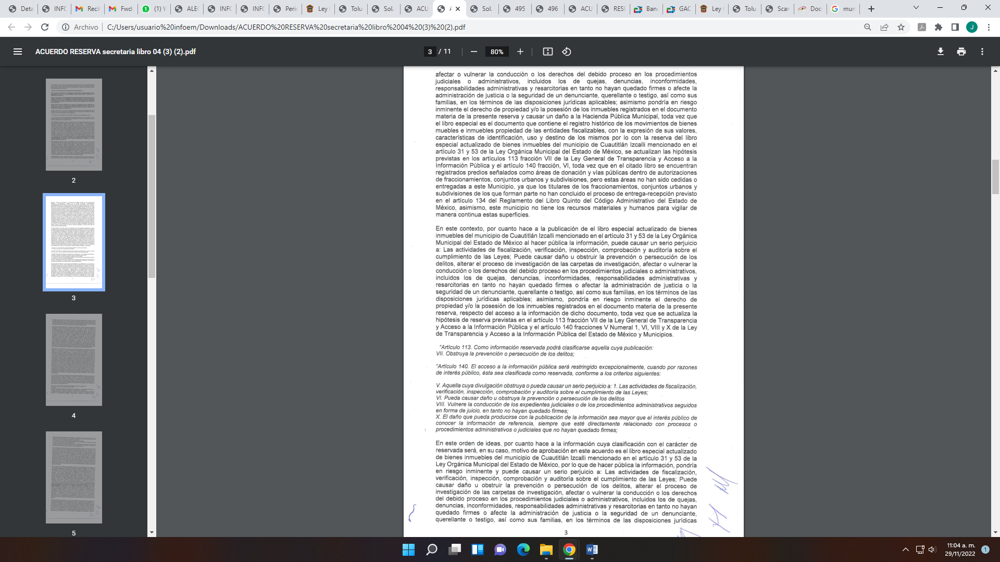 Deta
INFC
Recil
Fwd:
(1) W
ALEC
INFC
INFC
Peri
Ley
Tolu
Sol.
ACU
A
Sol.
495
496
ACU
RESF
Banc
GAC
Ley
Tolu
Scar
Doc
mun
Archivo
C:/Users/usuario%20infoem/Downloads/ACUERDO%20RESERVA%20secretaria%20libro%2004%20(3)%20(2).pdf
J
ACUERDO RESERVA secretaria libro 04 (3) (2).pdf
3 / 11
80%
2
3
4
5
afectar o vulnerar la conducción o los derechos del debido proceso en los procedimientos
judiciales o administrativos, incluidos los de quejas, denuncias, inconformidades,
responsabilidades administrativas y resarcitorias en tanto no hayan quedado firmes o afecte la
administración de justicia o la seguridad de un denunciante, querellante o testigo, así como sus
familias, en los términos de las disposiciones jurídicas aplicables; asimismo pondría en riesgo
inminente el derecho de propiedad y/o la posesión de los inmuebles registrados en el documento
materia de la presente reserva y causar un daño a la Hacienda Pública Municipal, toda vez que
el libro especial es el documento que contiene el registro histórico de los movimientos de bienes
muebles e inmuebles propiedad de las entidades fiscalizables, con la expresión de sus valores,
características de identificación, uso y destino de los mismos por lo con la reserva del libro
especial actualizado de bienes inmuebles del municipio de Cuautitlán Izcalli mencionado en el
artículo 31 y 53 de la Ley Orgánica Municipal del Estado de México, se actualizan las hipótesis
previstas en los artículos 113 fracción VII de la Ley General de Transparencia y Acceso a la
Información Pública y el artículo 140 fracción, VI, toda vez que en el citado libro se encuentran
registrados predios señalados como áreas de donación y vías públicas dentro de autorizaciones
de fraccionamientos, conjuntos urbanos y subdivisiones, pero estas áreas no han sido cedidas o
entregadas a este Municipio, ya que los titulares de los fraccionamientos, conjuntos urbanos y
subdivisiones de los que forman parte no han concluido el proceso de entrega-recepción previsto
en el artículo 134 del Reglamento del Libro Quinto del Código Administrativo del Estado de
México, asimismo, este municipio no tiene los recursos materiales y humanos para vigilar de
manera continua estas superficies.
En este contexto, por cuanto hace a la publicación de el libro especial actualizado de bienes
inmuebles del municipio de Cuautitlán Izcalli mencionado en el artículo 31 y 53 de la Ley Orgánica
Municipal del Estado de México al hacer pública la información, puede causar un serio perjuicio
a: Las actividades de fiscalización, verificación, inspección, comprobación y auditoría sobre el
cumplimiento de las Leyes; Puede causar daño u obstruir la prevención o persecución de los
delitos, alterar el proceso de investigación de las carpetas de investigación, afectar o vulnerar la
conducción o los derechos del debido proceso en los procedimientos judiciales o administrativos,
incluidos los de quejas, denuncias, inconformidades, responsabilidades administrativas y
resarcitorias en tanto no hayan quedado firmes o afectar la administración de justicia o la
seguridad de un denunciante, querellante o testigo, así como sus familias, en los términos de las
disposiciones jurídicas aplicables; asimismo, pondría en riesgo inminente el derecho de
propiedad y/o la posesión de los inmuebles registrados en el documento materia de la presente
reserva, respecto del acceso a la información de dicho documento, toda vez que se actualiza la
hipótesis de reserva previstas en el artículo 113 fracción VII de la Ley General de Transparencia
y Acceso a la Información Pública y el artículo 140 fracciones V Numeral 1, VI, VIII y X de la Ley
de Transparencia y Acceso a la Información Pública del Estado de México y Municipios.
"Artículo 113. Como información reservada podrá clasificarse aquella cuya publicación:
VII. Obstruya la prevención o persecución de los delitos;
"Artículo 140. El acceso a la información pública será restringido excepcionalmente, cuando por razones
de interés público, ésta sea clasificada como reservada, conforme a los criterios siguientes:
V. Aquella cuya divulgación obstruya o pueda causar un serio perjuicio a: 1. Las actividades de fiscalización,
verificación, inspección, comprobación y auditoría sobre el cumplimiento de las Leyes;
VI. Pueda causar daño u obstruya la prevención o persecución de los delitos
VIII. Vulnere la conducción de los expedientes judiciales o de los procedimientos administrativos seguidos
en forma de juicio, en tanto no hayan quedado firmes;
X. El daño que pueda producirse con la publicación de la información sea mayor que el interés público de
conocer la información de referencia, siempre que esté directamente relacionado con procesos o
procedimientos administrativos o judiciales que no hayan quedado firmes;
En este orden de ideas, por cuanto hace a la información cuya clasificación con el carácter de
reservada será, en su caso, motivo de aprobación en este acuerdo es el libro especial actualizado
de bienes inmuebles del municipio de Cuautitlán Izcalli mencionado en el artículo 31 y 53 de la
Ley Orgánica Municipal del Estado de México, por lo que de hacer pública la información, pondría
en riesgo inminente y puede causar un serio perjuicio a: Las actividades de fiscalización,
verificación, inspección, comprobación y auditoría sobre el cumplimiento de las Leyes; Puede
causar daño u obstruir la prevención o persecución de los delitos, alterar el proceso de
investigación de las carpetas de investigación, afectar o vulnerar la conducción o los derechos
del debido proceso en los procedimientos judiciales o administrativos, incluidos los de quejas,
denuncias, inconformidades, responsabilidades administrativas y resarcitorias en tanto no hayan
quedado firmes o afecte la administración de justicia o la seguridad de un denunciante,
querellante o testigo, así como sus familias, en los términos de las disposiciones jurídicas
3
11:04 a. m.
29/11/2022
1